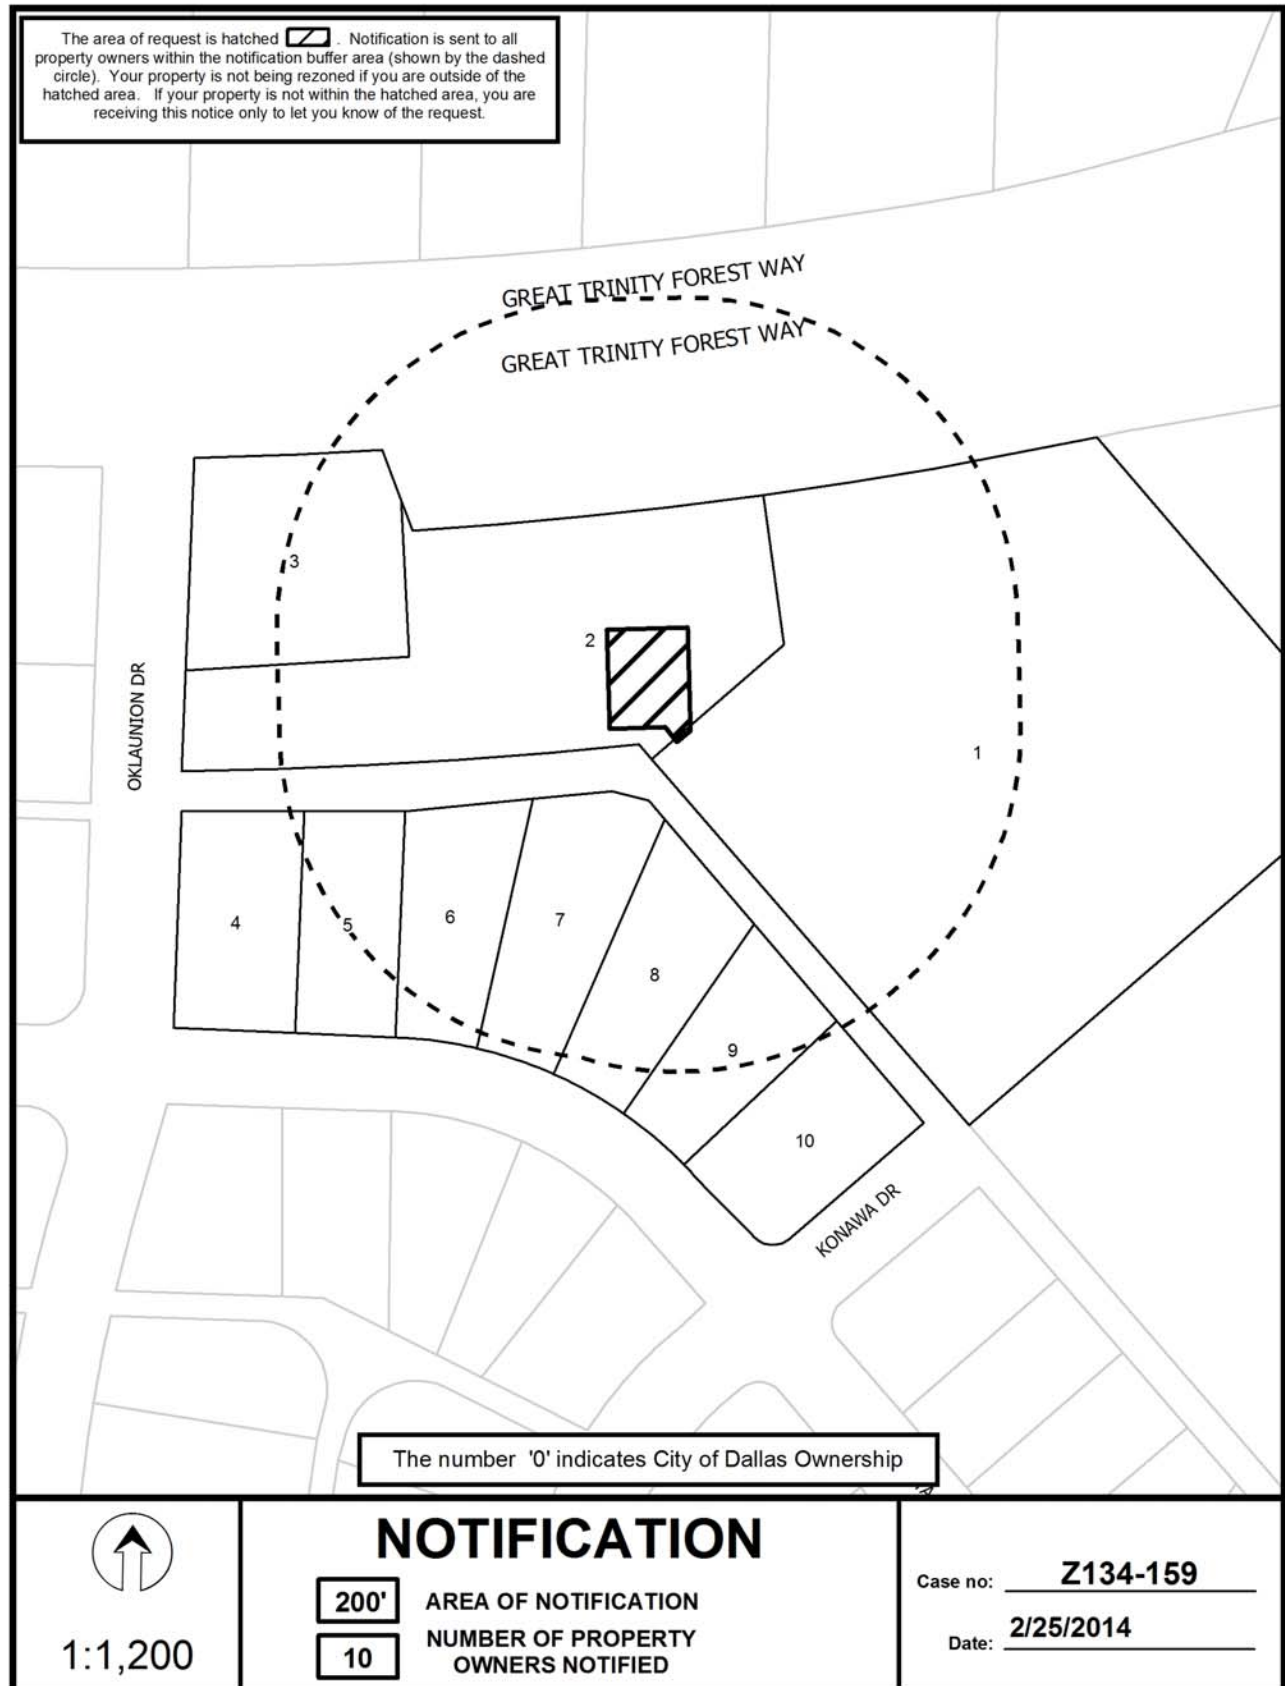 The area of request is hatched . Notification is sent to all
property owners within the notification buffer area (shown by the dashed
circle). Your property is not being rezoned if you are outside of the
hatched area. If your property is not within the hatched area, you are
receiving this notice only to let you know of the request.
GREAT TRINITY FOREST WAY
GREAT TRINITY FOREST WAY
3
2
OKLAUNION DR
1
4
5
6
7
8
9
10
KONAWA DR
The number '0' indicates City of Dallas Ownership
1:1,200
NOTIFICATION
200' AREA OF NOTIFICATION
10 NUMBER OF PROPERTY
OWNERS NOTIFIED
Case no: Z134-159
Date: 2/25/2014